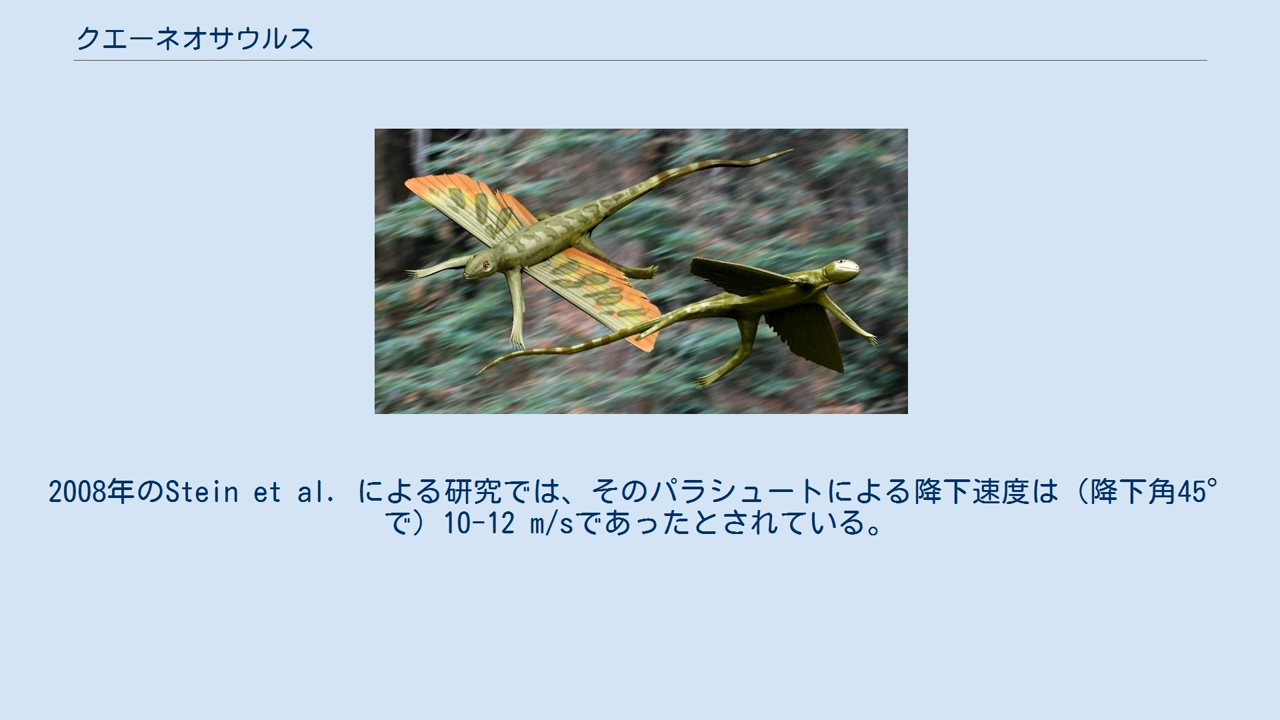 クエーネオサウルス
2008年のStein et al. による研究では、そのパラシュートによる降下速度は（降下角45°
で）10-12 m/sであったとされている。